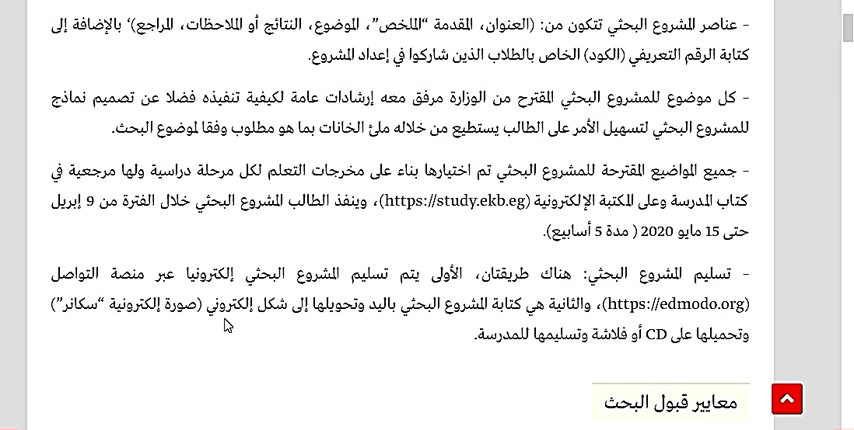 - عناصر المشروع البحثي تتكون من: (العنوان، المقدمة “الملخص”، الموضوع، النتائج أو الملاحظات، المراجع)‘ بالإضافة إلى
كتابة الرقم التعريفي (الكود) الخاص بالطلاب الذين شاركوا في إعداد المشروع.
- كل موضوع للمشروع البحثي المقترح من الوزارة مرفق معه إرشادات عامة لكيفية تنفيذه فضلا عن تصميم نماذج
للمشروع البحثي لتسهيل الأمر على الطالب يستطيع من خلاله ملئ الخانات بما هو مطلوب وفقا لموضوع البحث.
- جميع المواضيع المقترحة للمشروع البحثي تم اختيارها بناء على مخرجات التعلم لكل مرحلة دراسية ولها مرجعية في
كتاب المدرسة وعلى المكتبة الإلكترونية (https://study.ekb.eg)، وينفذ الطالب المشروع البحثي خلال الفترة من 9 إبريل
حتى 15 مايو 2020 ( مدة 5 أسابيع).
- تسليم المشروع البحثي: هناك طريقتان، الأولى يتم تسليم المشروع البحثي إلكترونيا عبر منصة التواصل
(https://edmodo.org)، والثانية هي كتابة المشروع البحثي باليد وتحويلها إلى شكل إلكتروني (صورة إلكترونية “سكانر”)
وتحميلها على CD أو فلاشة وتسليمها للمدرسة.
معايير قبول البحث